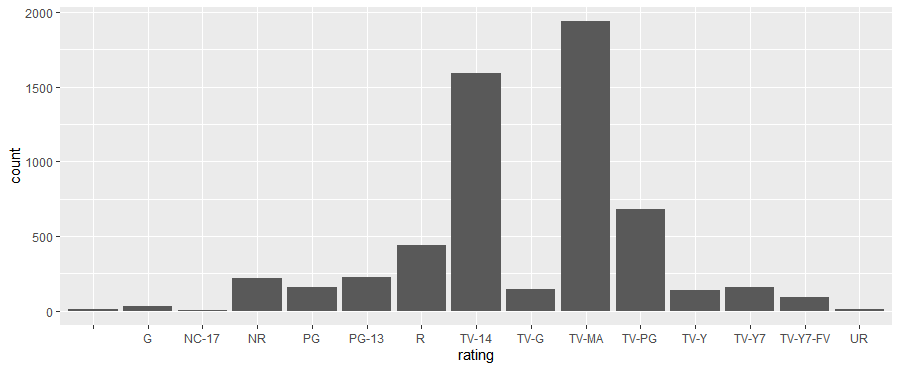 2000
1500
1000
500
0
count
G NC-17 NR PG PG-13 R TV-14 TV-G TV-MA TV-PG TV-Y TV-Y7 TV-Y7-FV UR
rating